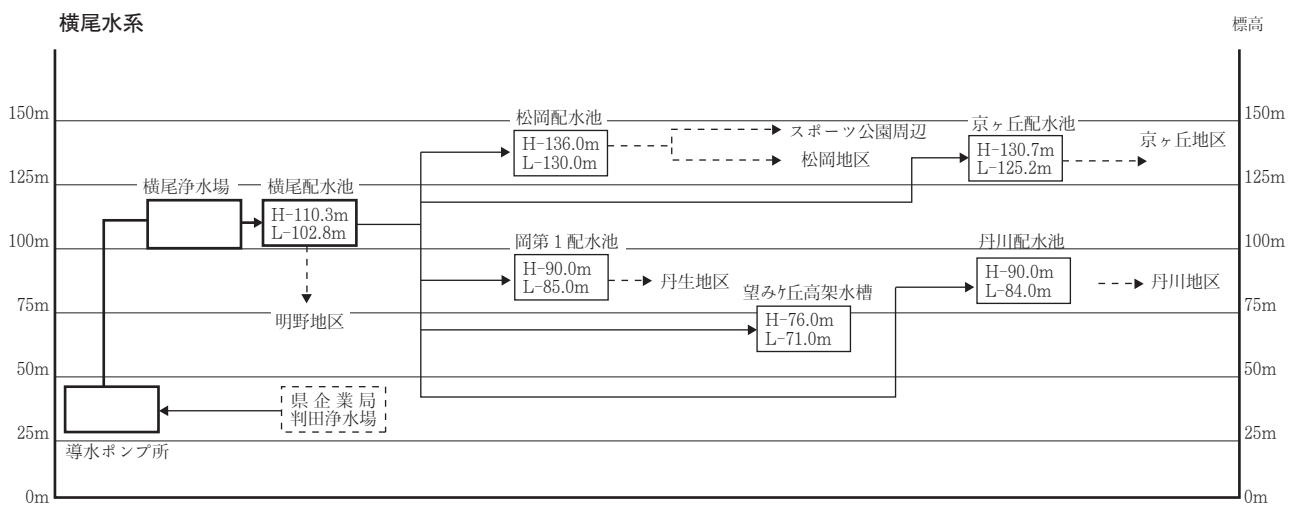 横尾水系
標高
150m
125m
100m
75m
50m
25m
0m
150m
125m
100m
75m
50m
25m
0m
松岡配水池
H-136.0m
L-130.0m
スポーツ公園周辺
松岡地区
京ヶ丘配水池
H-130.7m
L-125.2m
京ヶ丘地区
横尾浄水場
横尾配水池
H-110.3m
L-102.8m
明野地区
岡第1配水池
H-90.0m
L-85.0m
丹生地区
望みケ丘高架水槽
H-76.0m
L-71.0m
丹川配水池
H-90.0m
L-84.0m
丹川地区
県企業局
判田浄水場
導水ポンプ所